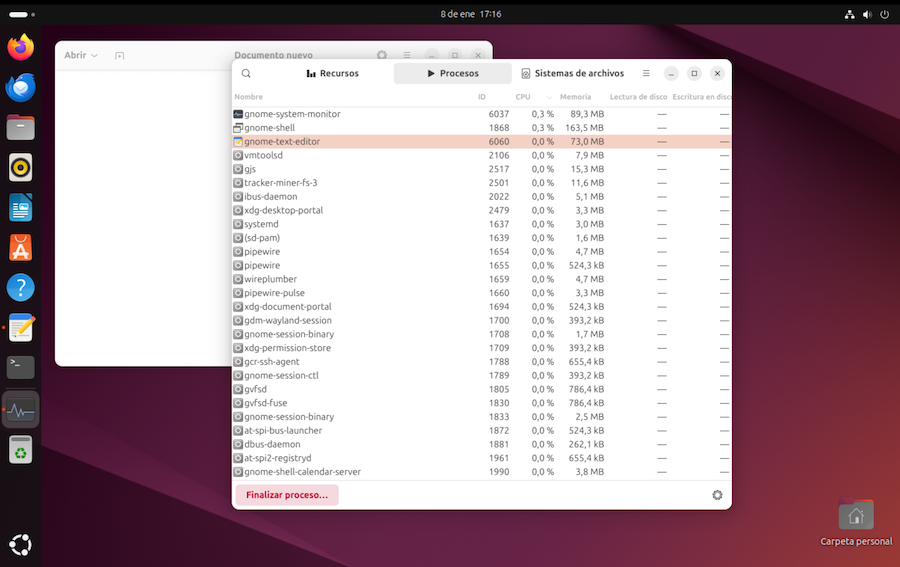 8 de ene 17:16
Abrir
Documento nuevo
Recursos
Procesos
Sistemas de archivos
Nombre ID CPU Memoria Lectura de disco Escritura en disco
gnome-system-monitor 6037 0,3 % 89,3 MB — —
gnome-shell 1868 0,3 % 163,5 MB — —
gnome-text-editor 6060 0,0 % 73,0 MB — —
vmtoolsd 2106 0,0 % 7,9 MB — —
gjs 2517 0,0 % 15,3 MB — —
tracker-miner-fs-3 2501 0,0 % 11,6 MB — —
ibus-daemon 2022 0,0 % 5,1 MB — —
xdg-desktop-portal 2479 0,0 % 3,3 MB — —
systemd 1637 0,0 % 3,0 MB — —
(sd-pam) 1639 0,0 % 1,6 MB — —
pipewire 1654 0,0 % 4,7 MB — —
pipewire 1655 0,0 % 524,3 kB — —
wireplumber 1659 0,0 % 4,7 MB — —
pipewire-pulse 1660 0,0 % 3,3 MB — —
xdg-document-portal 1694 0,0 % 524,3 kB — —
gdm-wayland-session 1700 0,0 % 393,2 kB — —
gnome-session-binary 1708 0,0 % 1,7 MB — —
xdg-permission-store 1709 0,0 % 393,2 kB — —
gcr-ssh-agent 1788 0,0 % 655,4 kB — —
gnome-session-ctl 1789 0,0 % 393,2 kB — —
gvfsd 1805 0,0 % 786,4 kB — —
gvfsd-fuse 1830 0,0 % 786,4 kB — —
gnome-session-binary 1833 0,0 % 2,5 MB — —
at-spi-bus-launcher 1872 0,0 % 524,3 kB — —
dbus-daemon 1881 0,0 % 262,1 kB — —
at-spi2-registryd 1961 0,0 % 655,4 kB — —
gnome-shell-calendar-server 1990 0,0 % 3,8 MB — —
Finalizar proceso...
Carpeta personal